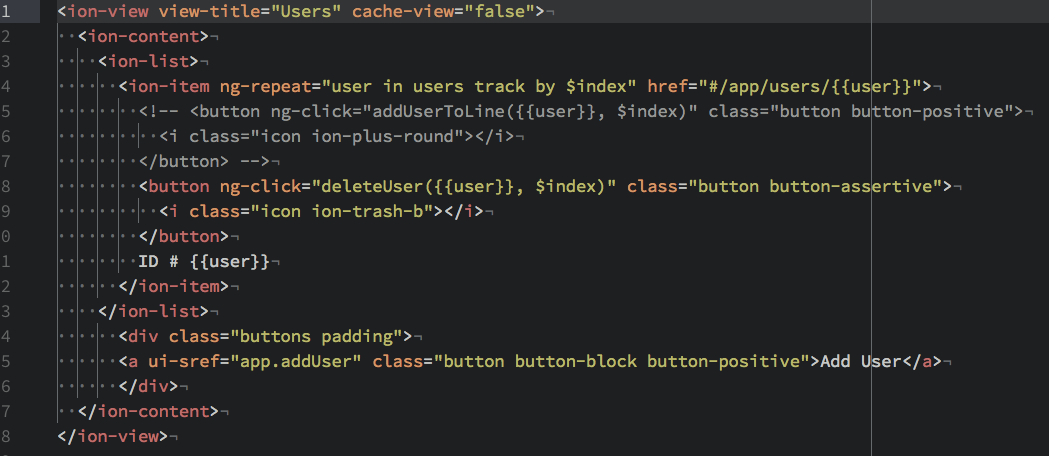 1 <ion-view view-title="Users" cache-view="false">¬
2 <ion-content>¬
3 <ion-list>¬
4 <ion-item ng-repeat="user in users track by $index" href="#/app/users/{{user}}">¬
5 <!-- <button ng-click="addUserToLine({{user}}, $index)" class="button button-positive">¬
6 <i class="icon ion-plus-round"></i>¬
7 </button> -->¬
8 <button ng-click="deleteUser({{user}}, $index)" class="button button-assertive">¬
9 <i class="icon ion-trash-b"></i>¬
0 </button>¬
1 ID # {{user}}¬
2 </ion-item>¬
3 </ion-list>¬
4 <div class="buttons padding">¬
5 <a ui-sref="app.addUser" class="button button-block button-positive">Add User</a>¬
6 </div>¬
7 </ion-content>¬
8 </ion-view>¬